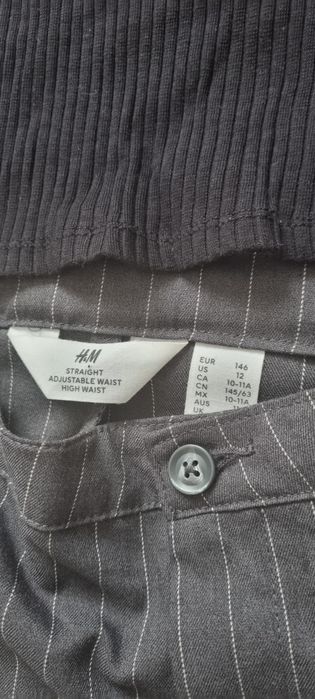 H&M
STRAIGHT
ADJUSTABLE WAIST
HIGH WAIST
EUR 146
US 12
CA 10-11A
CN 145/63
MX 10-11A
AUS
UK